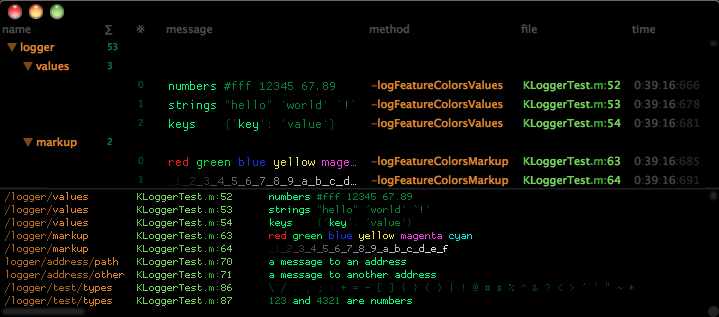 name Σ # message method file time
▼ logger 53
▼ values 3
0 numbers #fff 12345 67.89 -logFeatureColorsValues KLoggerTest.m:52 0:39:16:666
1 strings "hello" 'world' `!` -logFeatureColorsValues KLoggerTest.m:53 0:39:16:678
2 keys {'key': 'value'} -logFeatureColorsValues KLoggerTest.m:54 0:39:16:681
▼ markup 2
0 red green blue yellow mage… -logFeatureColorsMarkup KLoggerTest.m:63 0:39:16:685
1 _1_2_3_4_5_6_7_8_9_a_b_c_d… -logFeatureColorsMarkup KLoggerTest.m:64 0:39:16:691
/logger/values KLoggerTest.m:52 numbers #fff 12345 67.89
/logger/values KLoggerTest.m:53 strings "hello" 'world' `!`
/logger/values KLoggerTest.m:54 keys {'key': 'value'}
/logger/markup KLoggerTest.m:63 red green blue yellow magenta cyan
/logger/markup KLoggerTest.m:64 _1_2_3_4_5_6_7_8_9_a_b_c_d_e_f
logger/address/path KLoggerTest.m:70 a message to an address
logger/address/other KLoggerTest.m:71 a message to another address
/logger/test/types KLoggerTest.m:86 \ / . , ; : + = - [ ] { } ( ) | ! @ # $ % ^ & ? < > ' ` " ~ *
/logger/test/types KLoggerTest.m:87 123 and 4321 are numbers